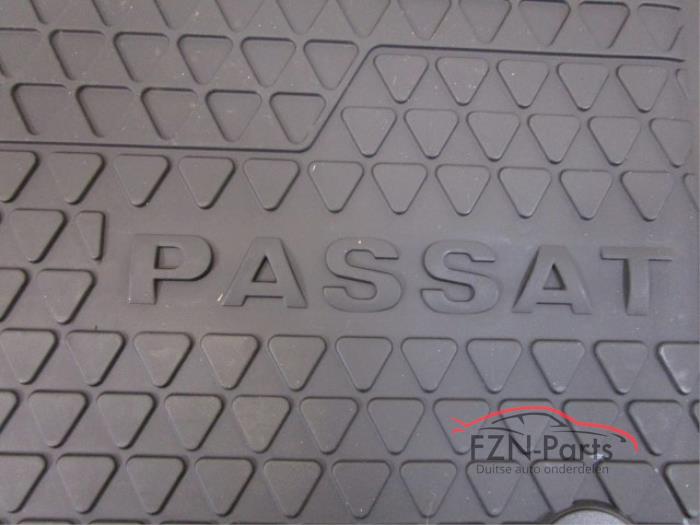 PASSAT
FZN-Parts
Duitse auto onderdelen